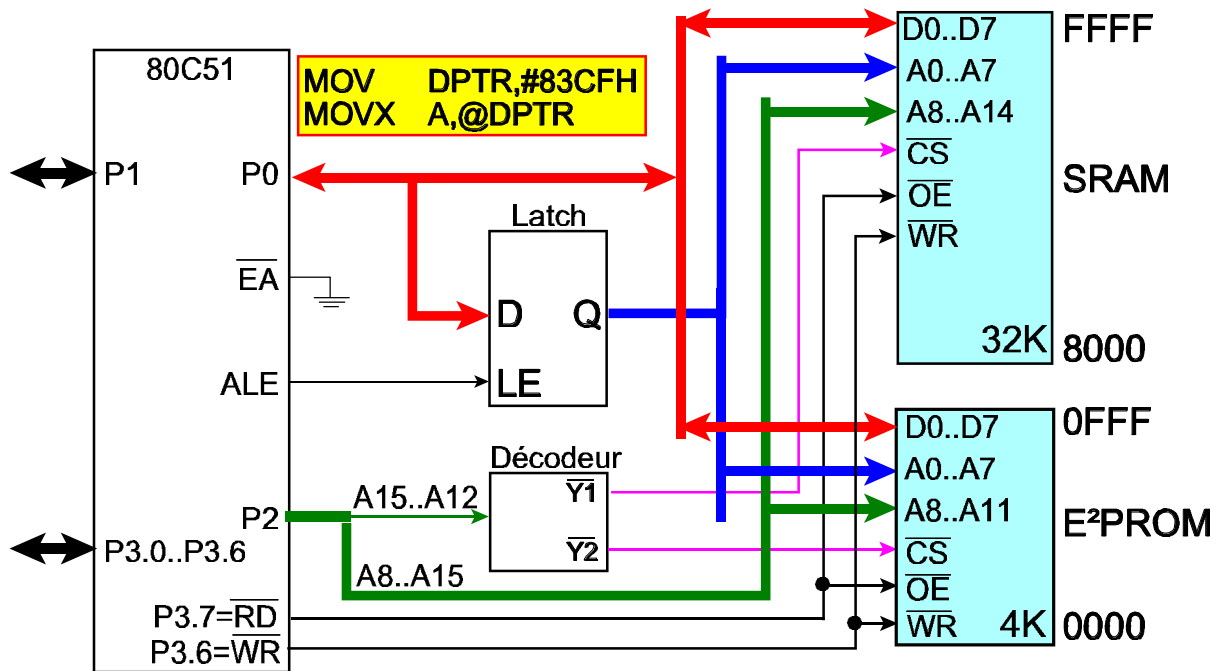 80C51
MOV DPTR,#83CFH
MOVX A,@DPTR
P1
P0
EA
ALE
P2
P3.0..P3.6
P3.7=RD
P3.6=WR
Latch
D Q
LE
Décodeur
Y1
Y2
A15..A12
A8..A15
D0..D7
A0..A7
A8..A14
CS
OE
WR
32K
FFFF
SRAM
8000
D0..D7
A0..A7
A8..A11
CS
OE
WR
4K
0FFF
E²PROM
0000